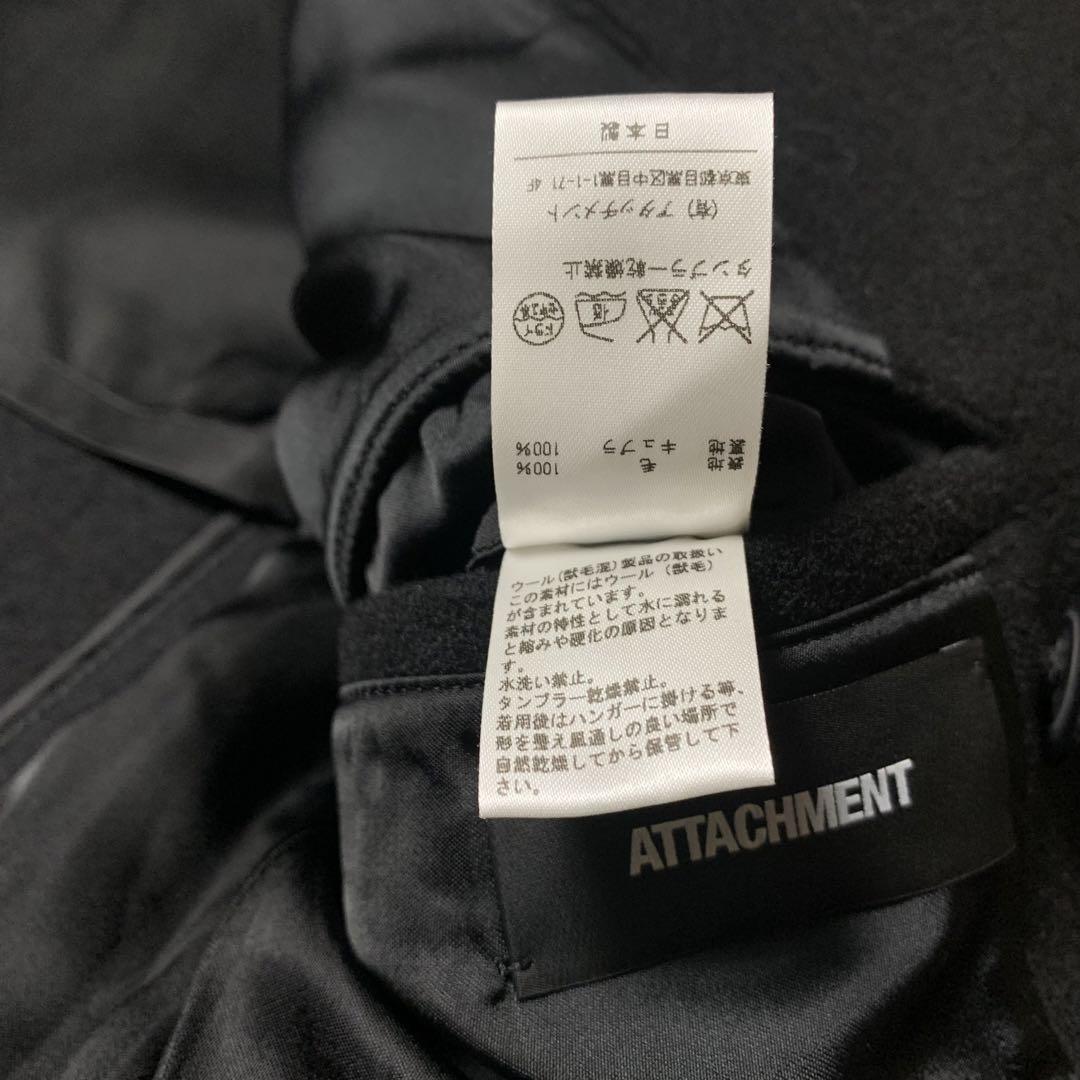 表地 毛 100%
裏地 キュプラ 100%
ドライ
セキユ系
タンブラー乾燥禁止
(有) アタッチメント
東京都目黒区中目黒1-1-71 4F
日本製
ウール(獣毛混)製品の取扱い
この素材にはウール(獣毛)
が含まれています。
素材の特性として水に濡れる
と縮みや硬化の原因となりま
す。
水洗い禁止。
タンブラー乾燥禁止。
着用後はハンガーに掛ける等、
形を整え風通しの良い場所で
自然乾燥してから保管して下
さい。
ATTACHMENT